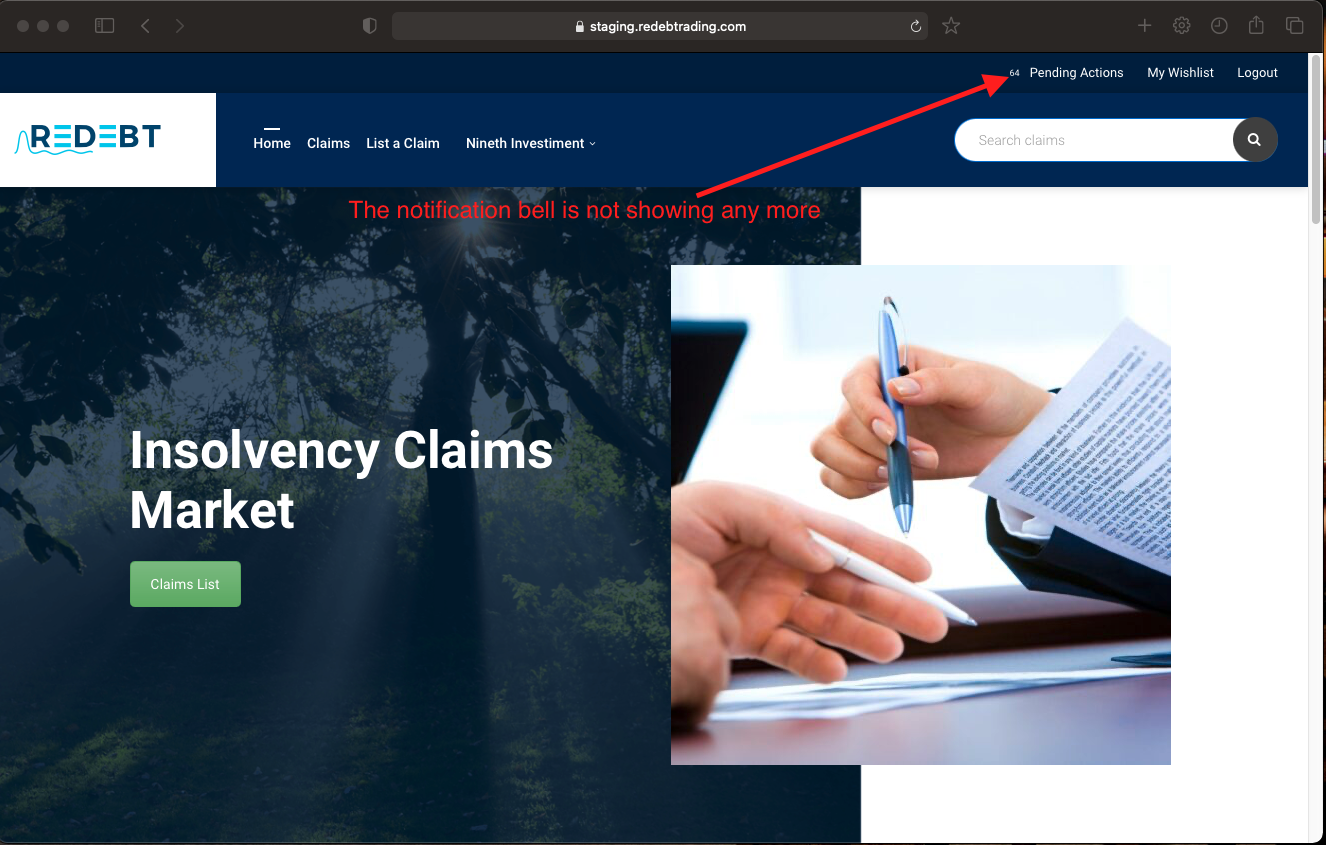 staging.redebtrading.com
64 Pending Actions My Wishlist Logout
REDEBT
Home Claims List a Claim Nineth Investiment
Search claims
The notification bell is not showing any more
Insolvency Claims
Market
Claims List